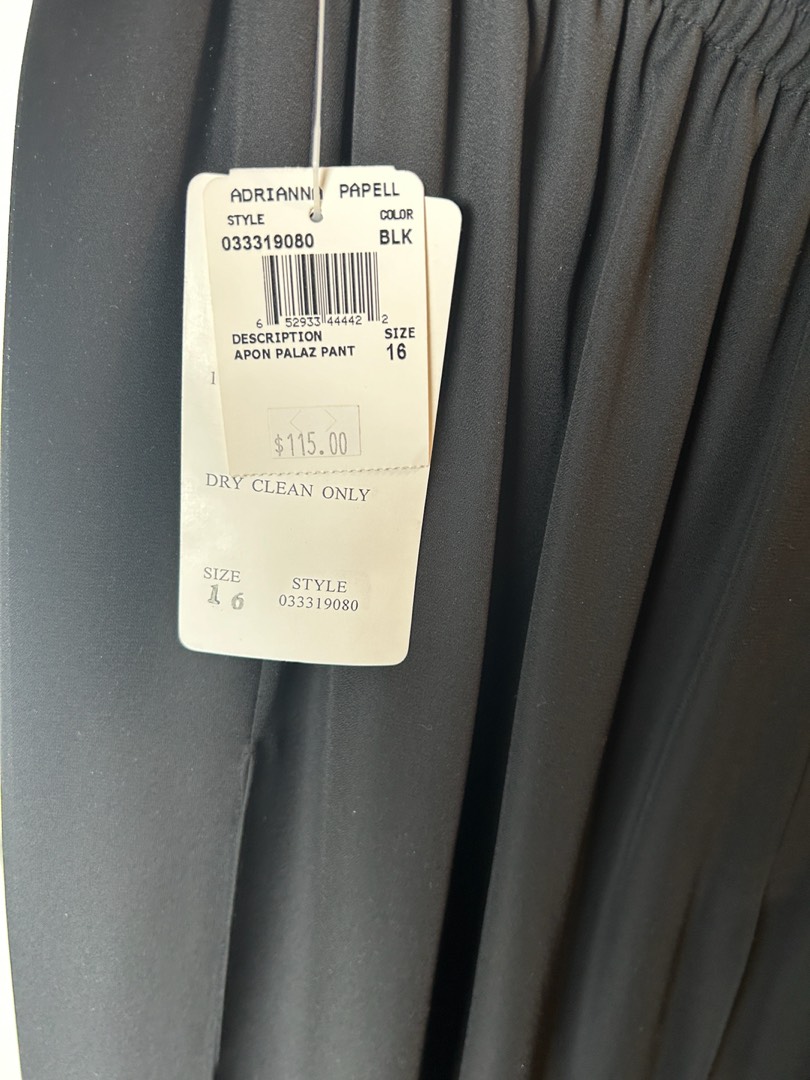 ADRIANNA PAPELL
STYLE COLOR
033319080 BLK
6 52933 44442 2
DESCRIPTION SIZE
APON PALAZ PANT 16
$115.00
DRY CLEAN ONLY
SIZE STYLE
16 033319080